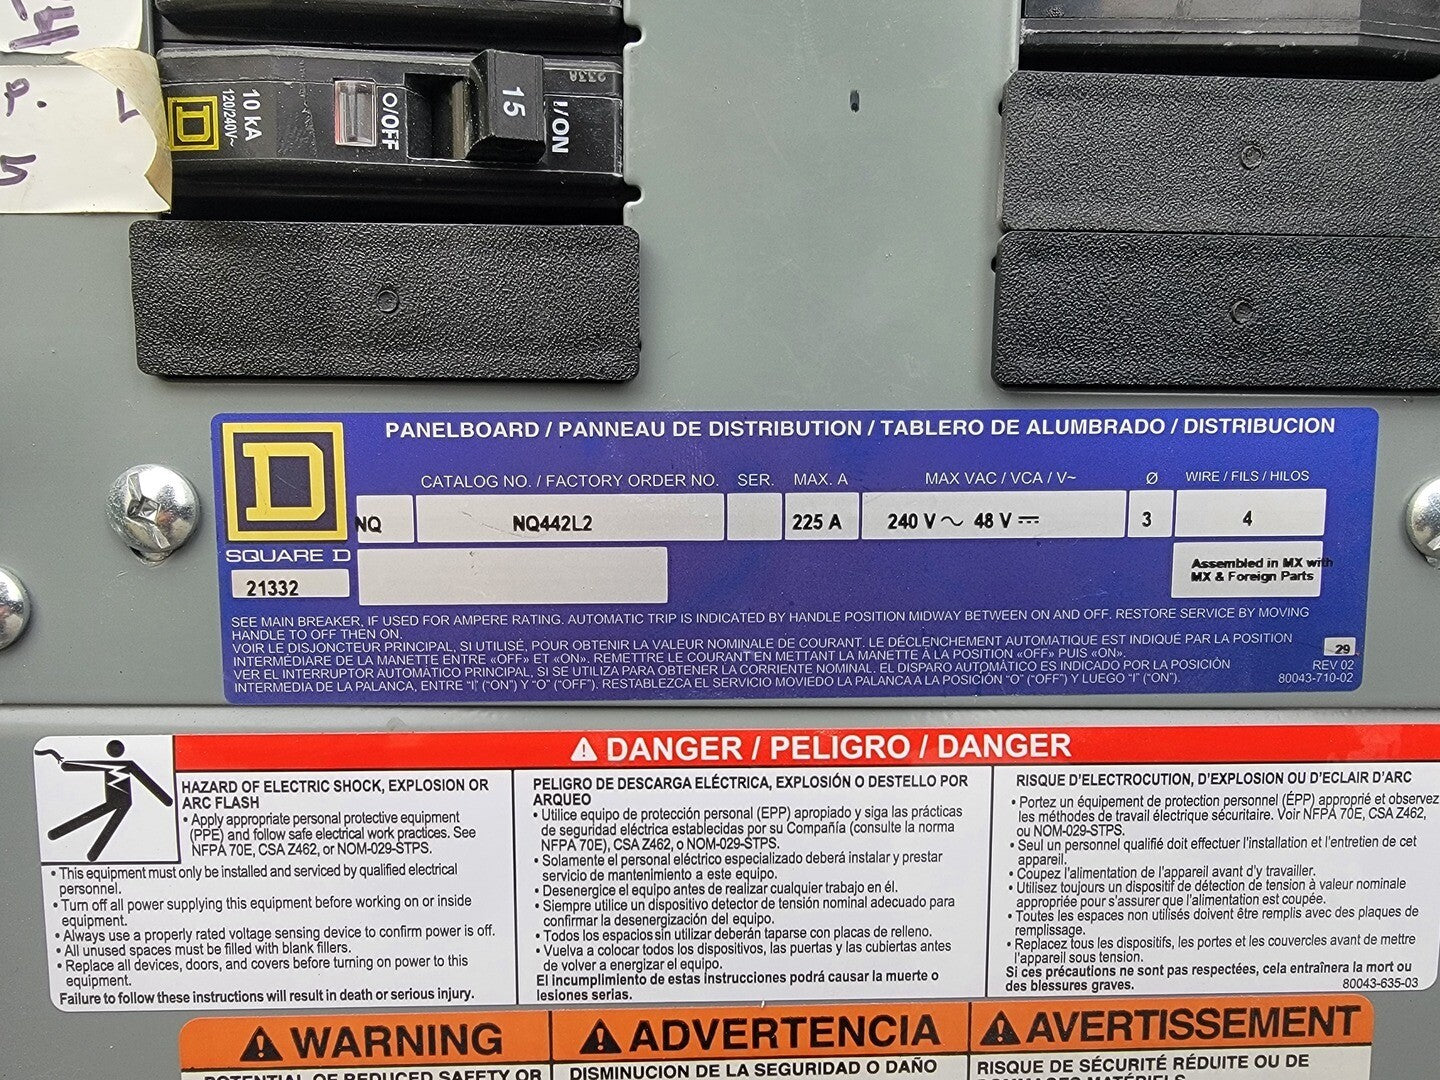 P. L
5
10 kA
120/240V~
O/OFF
15
I/ON
233A
PANELBOARD / PANNEAU DE DISTRIBUTION / TABLERO DE ALUMBRADO / DISTRIBUCION
CATALOG NO. / FACTORY ORDER NO. SER. MAX. A MAX VAC / VCA / V~ Ø WIRE / FILS / HILOS
NQ NQ442L2 225 A 240 V ~ 48 V ⎓ 3 4
SQUARE D
21332
Assembled in MX with
MX & Foreign Parts
SEE MAIN BREAKER, IF USED FOR AMPERE RATING. AUTOMATIC TRIP IS INDICATED BY HANDLE POSITION MIDWAY BETWEEN ON AND OFF. RESTORE SERVICE BY MOVING
HANDLE TO OFF THEN ON.
VOIR LE DISJONCTEUR PRINCIPAL, SI UTILISÉ, POUR OBTENIR LA VALEUR NOMINALE DE COURANT. LE DÉCLENCHEMENT AUTOMATIQUE EST INDIQUÉ PAR LA POSITION
INTERMÉDIAIRE DE LA MANETTE ENTRE «OFF» ET «ON». REMETTRE LE COURANT EN METTANT LA MANETTE À LA POSITION «OFF» PUIS «ON».
VER EL INTERRUPTOR AUTOMÁTICO PRINCIPAL, SI SE UTILIZA PARA OBTENER LA CORRIENTE NOMINAL. EL DISPARO AUTOMÁTICO ES INDICADO POR LA POSICIÓN
INTERMEDIA DE LA PALANCA, ENTRE "I" ("ON") Y "O" ("OFF"). RESTABLEZCA EL SERVICIO MOVIEDO LA PALANCA A LA POSICIÓN "O" ("OFF") Y LUEGO "I" ("ON").
29
REV 02
80043-710-02
DANGER / PELIGRO / DANGER
HAZARD OF ELECTRIC SHOCK, EXPLOSION OR
ARC FLASH
• Apply appropriate personal protective equipment
(PPE) and follow safe electrical work practices. See
NFPA 70E, CSA Z462, or NOM-029-STPS.
• This equipment must only be installed and serviced by qualified electrical
personnel.
• Turn off all power supplying this equipment before working on or inside
equipment.
• Always use a properly rated voltage sensing device to confirm power is off.
• All unused spaces must be filled with blank fillers.
• Replace all devices, doors, and covers before turning on power to this
equipment.
Failure to follow these instructions will result in death or serious injury.
PELIGRO DE DESCARGA ELÉCTRICA, EXPLOSIÓN O DESTELLO POR
ARQUEO
• Utilice equipo de protección personal (EPP) apropiado y siga las prácticas
de seguridad eléctrica establecidas por su Compañía (consulte la norma
NFPA 70E), CSA Z462, o NOM-029-STPS.
• Solamente el personal eléctrico especializado deberá instalar y prestar
servicio de mantenimiento a este equipo.
• Desenergice el equipo antes de realizar cualquier trabajo en él.
• Siempre utilice un dispositivo detector de tensión nominal adecuado para
confirmar la desenergización del equipo.
• Todos los espacios sin utilizar deberán taparse con placas de relleno.
• Vuelva a colocar todos los dispositivos, las puertas y las cubiertas antes
de volver a energizar el equipo.
El incumplimiento de estas instrucciones podrá causar la muerte o
lesiones serias.
RISQUE D'ELECTROCUTION, D'EXPLOSION OU D'ECLAIR D'ARC
• Portez un équipement de protection personnel (ÉPP) approprié et observez
les méthodes de travail électrique sécuritaire. Voir NFPA 70E, CSA Z462,
ou NOM-029-STPS.
• Seul un personnel qualifié doit effectuer l'installation et l'entretien de cet
appareil.
• Coupez l'alimentation de l'appareil avant d'y travailler.
• Utilisez toujours un dispositif de détection de tension à valeur nominale
appropriée pour s'assurer que l'alimentation est coupée.
• Toutes les espaces non utilisés doivent être remplis avec des plaques de
remplissage.
• Replacez tous les dispositifs, les portes et les couvercles avant de mettre
l'appareil sous tension.
Si ces précautions ne sont pas respectées, cela entraînera la mort ou
des blessures graves.
80043-635-03
WARNING
ADVERTENCIA
AVERTISSEMENT
POTENTIAL OF REDUCED SAFETY OR
DISMINUCION DE LA SEGURIDAD O DAÑO
RISQUE DE SÉCURITÉ RÉDUITE OU DE
DOMMAGES MATÉRIELS